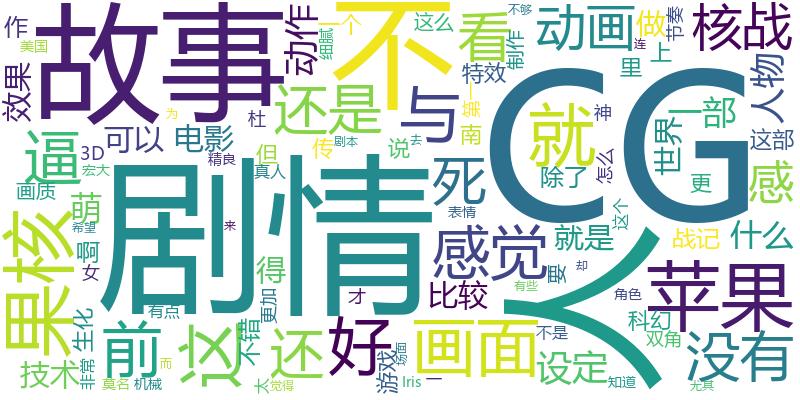 作
美国
效果
故事
动作
细腻
一个
不
这么
制作
看
节奏
不够
特效
动画
做
里
连
上
核战
人物
逼
可以
电影
3D
宏大
为
杜
精良
还是
但
传
真人
剧本
说
去
与
一场
南
CG
就
神
怎么
世界
一部
这部
除了
更
感
画质
果核
萌
希望
啊
女
剧情
来
死
表情
感觉
就是
要
这个
人
战记
什么
有点
得
更加
才
比较
有些
却
角色
苹果
技术
生化
非常
前
莫名
机械
这
而
不错
太
还
觉得
好
游戏
场面
Iris
一
画面
不是
设定
科幻
双角
知道
没有
尤其